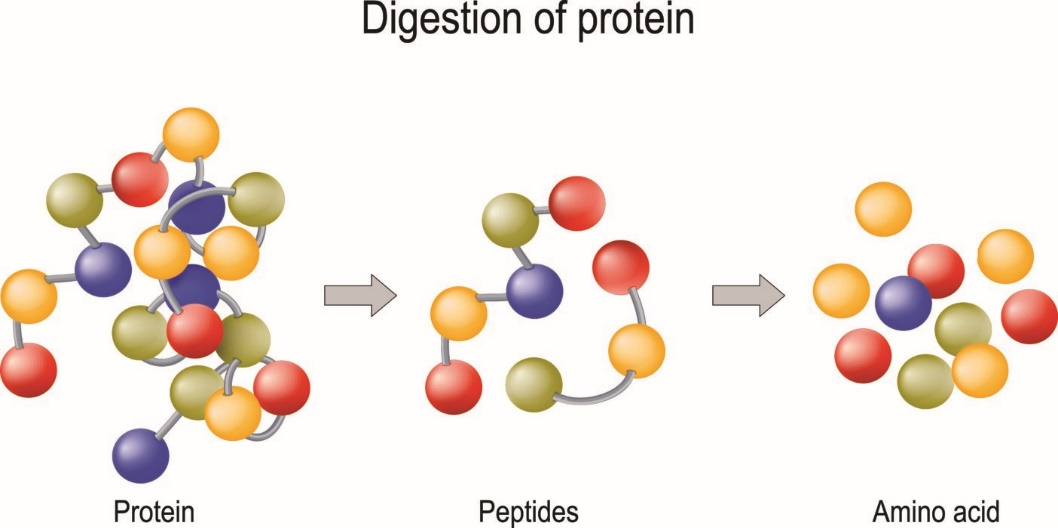 Digestion of protein
Protein
Peptides
Amino acid